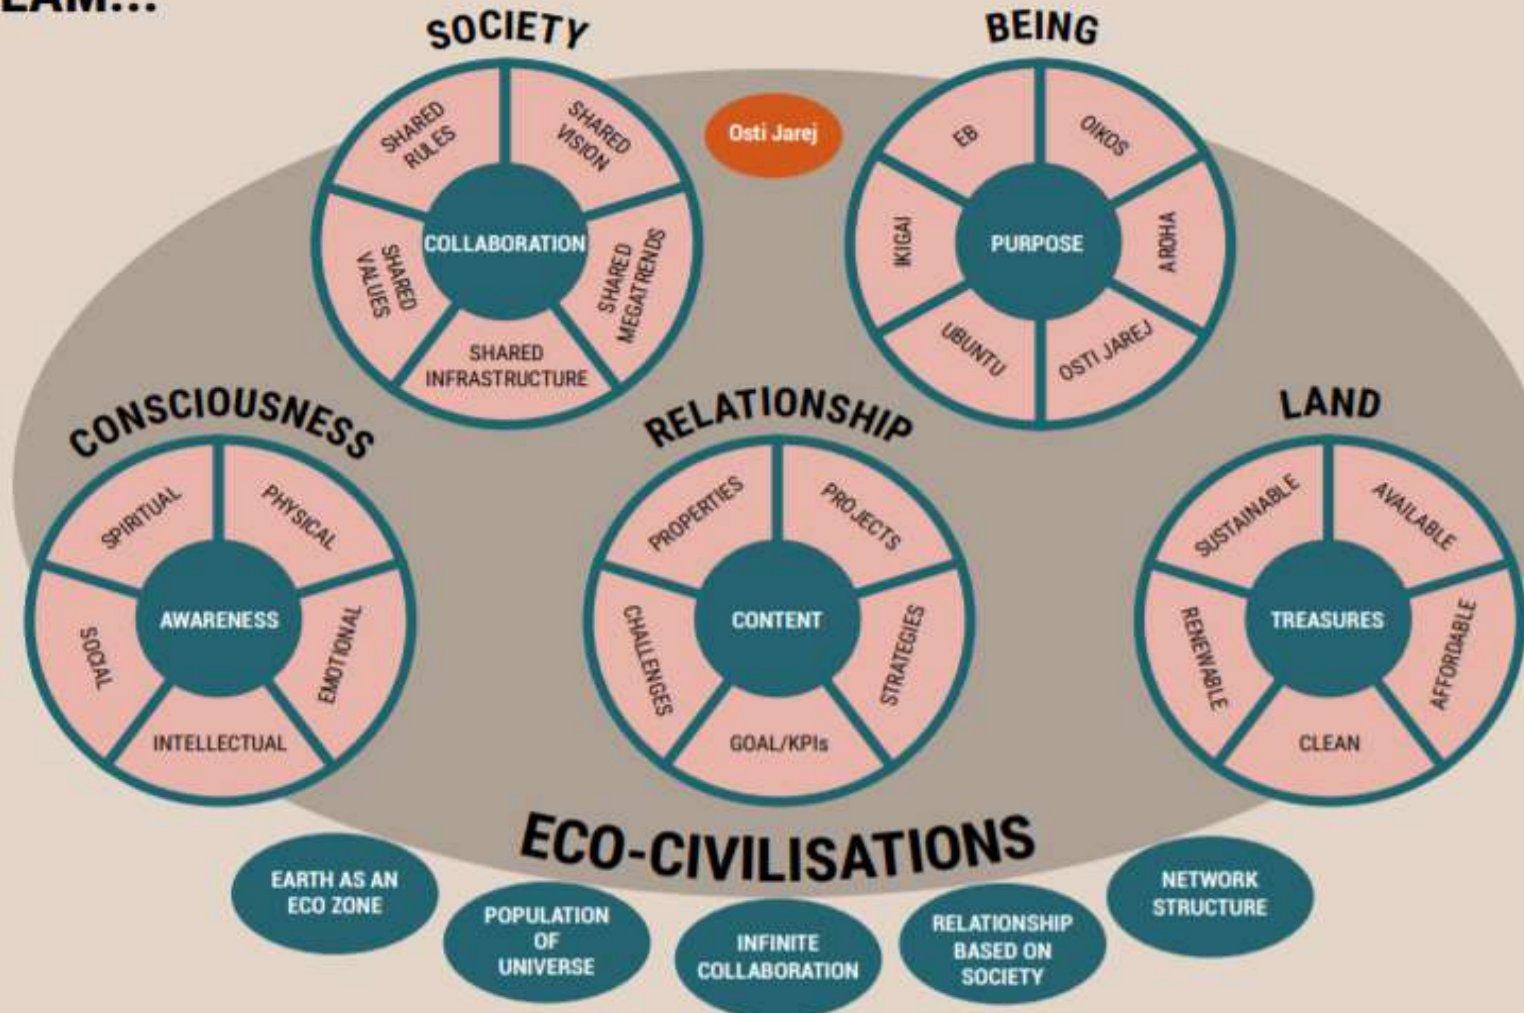 EAM...
SOCIETY
SHARED
RULES
SHARED
VISION
SHARED
VALUES
SHARED
MEGATRENDS
SHARED
INFRASTRUCTURE
COLLABORATION
Osti Jarej
BEING
EB
OIKOS
IKIGAI
ARDHA
UBUNTU
OSTI JAREJ
PURPOSE
CONSCIOUSNESS
SPIRITUAL
PHYSICAL
SOCIAL
EMOTIONAL
INTELLECTUAL
AWARENESS
RELATIONSHIP
PROPERTIES
PROJECTS
CHALLENGES
STRATEGIES
GOAL/KPIs
CONTENT
LAND
SUSTAINABLE
AVAILABLE
RENEWABLE
AFFORDABLE
CLEAN
TREASURES
ECO-CIVILISATIONS
EARTH AS AN
ECO ZONE
POPULATION
OF
UNIVERSE
INFINITE
COLLABORATION
RELATIONSHIP
BASED ON
SOCIETY
NETWORK
STRUCTURE